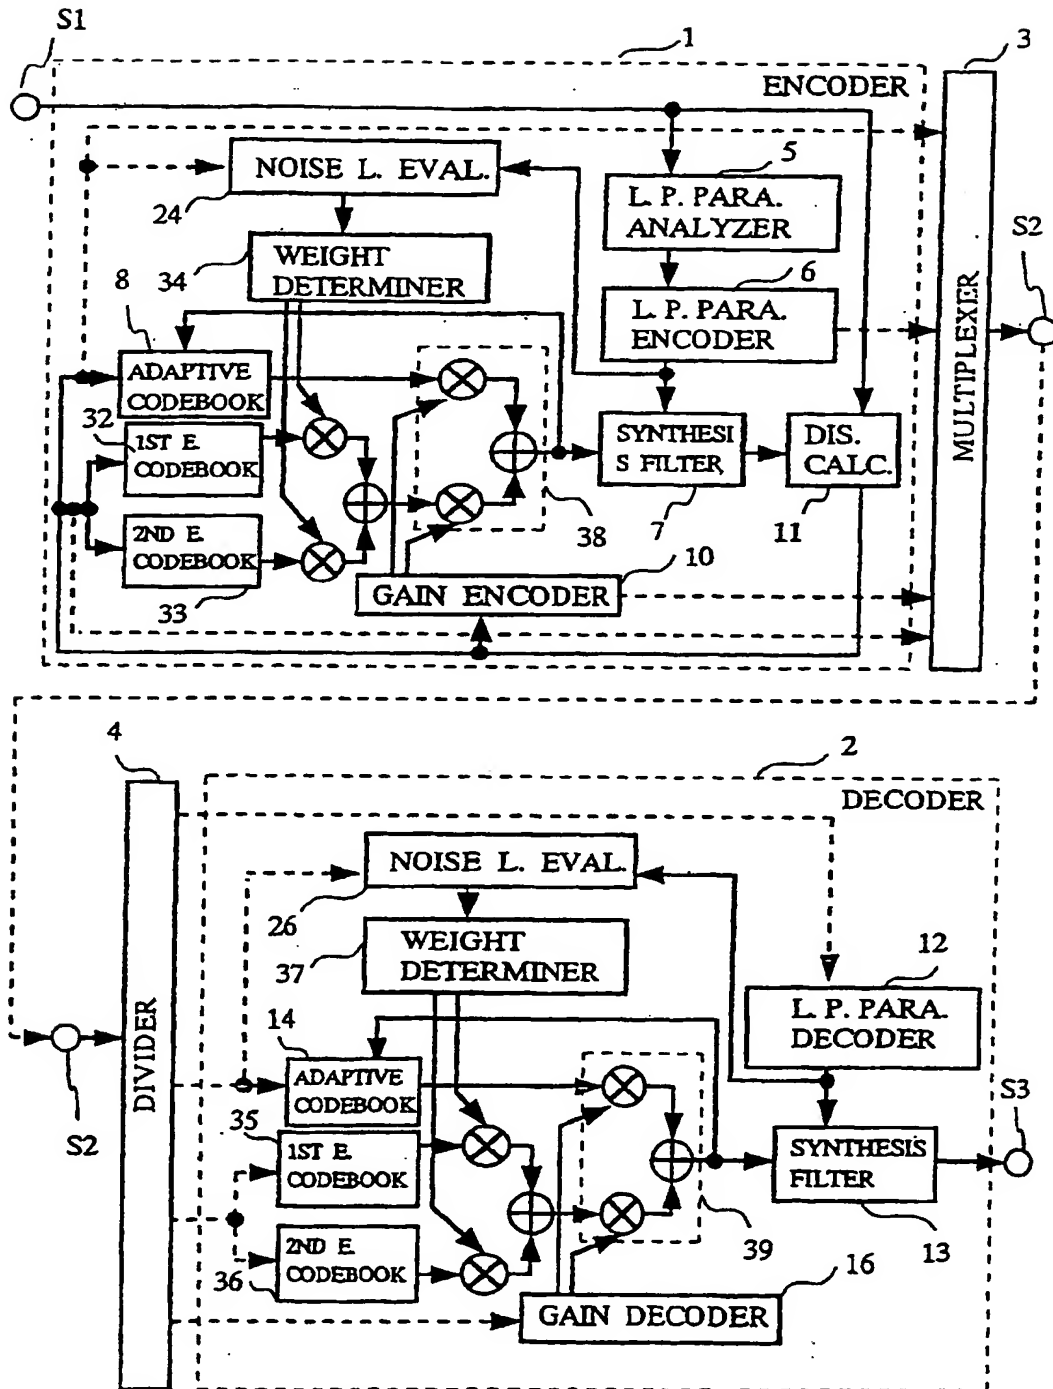 S1
1
3
ENCODER
NOISE L. EVAL.
24
5
L. P. PARA.
ANALYZER
S2
34
WEIGHT
DETERMINER
6
L. P. PARA.
ENCODER
MULTIPLEXER
8
ADAPTIVE
CODEBOOK
32
1ST E.
CODEBOOK
SYNTHESI
S FILTER
DIS.
CALC.
7
11
38
2ND E.
CODEBOOK
33
10
GAIN ENCODER
4
2
DECODER
NOISE L. EVAL.
26
37
WEIGHT
DETERMINER
12
L. P. PARA.
DECODER
DIVIDER
S2
14
ADAPTIVE
CODEBOOK
S3
35
1ST E.
CODEBOOK
SYNTHESIS
FILTER
13
39
2ND E.
CODEBOOK
36
16
GAIN DECODER